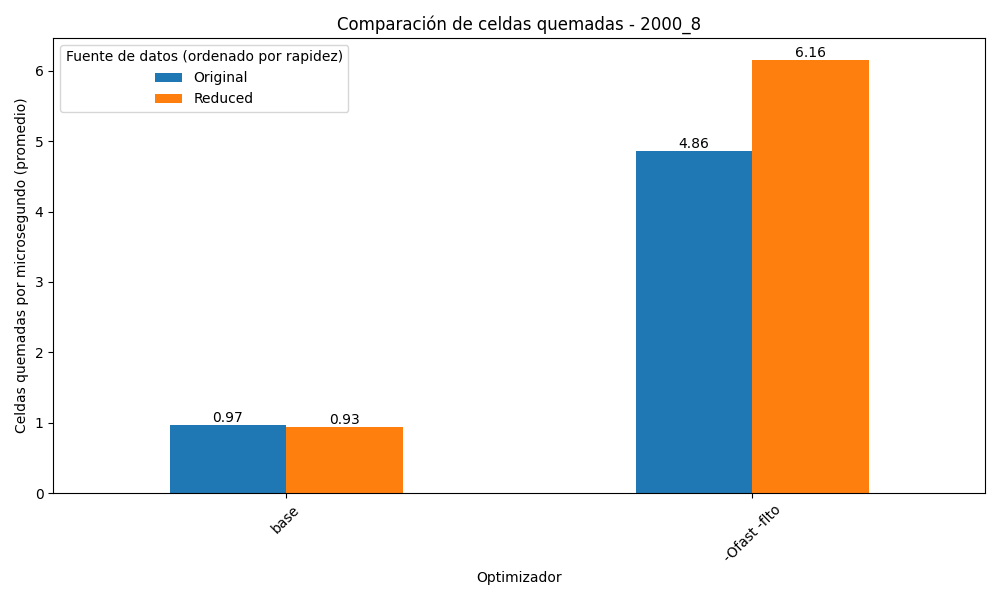 Comparación de celdas quemadas - 2000_8
Fuente de datos (ordenado por rapidez)
Original
Reduced
Celdas quemadas por microsegundo (promedio)
6
5
4
3
2
1
0
0.97
0.93
4.86
6.16
base
-Ofast -flto
Optimizador